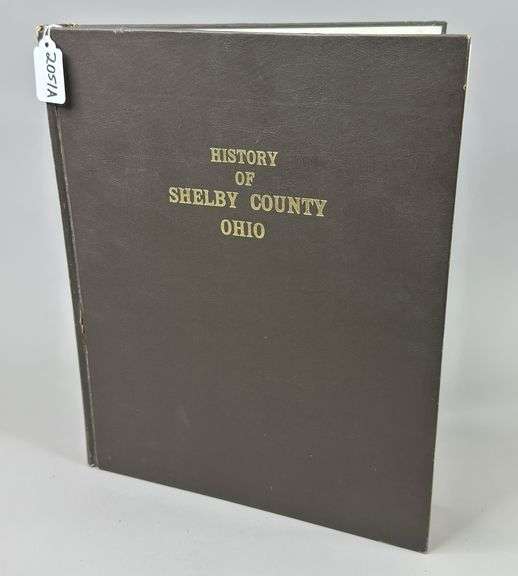 2051A
HISTORY
OF
SHELBY COUNTY
OHIO